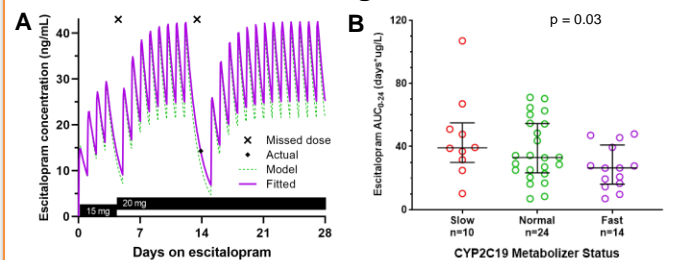 A
Escitalopram concentration (ng/mL)
40
30
20
10
0
Missed dose
Actual
Model
Fitted
15 mg
20 mg
0
7
14
21
28
Days on escitalopram
B
p = 0.03
Escitalopram AUC0-24 (days*ug/L)
120
80
40
0
Slow
n=10
Normal
n=24
Fast
n=14
CYP2C19 Metabolizer Status